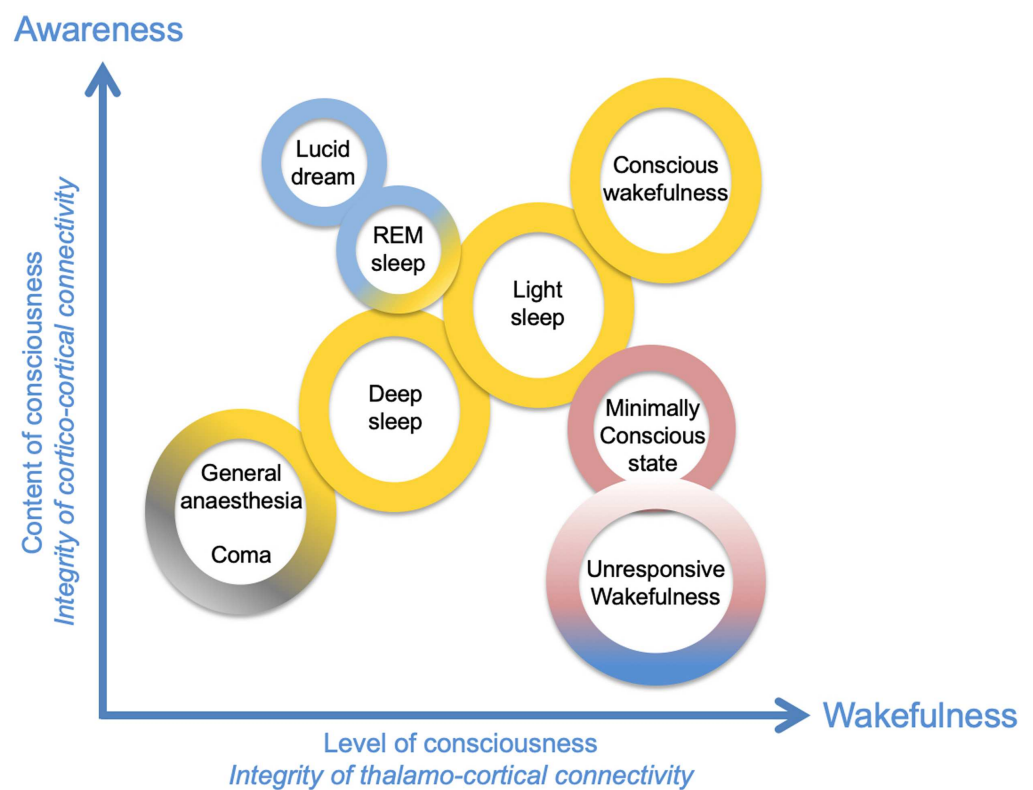 Awareness
Lucid
dream
Conscious
wakefulness
REM
sleep
Light
sleep
Deep
sleep
Minimally
Conscious
state
General
anaesthesia
Coma
Unresponsive
Wakefulness
Content of consciousness
Integrity of cortico-cortical connectivity
Wakefulness
Level of consciousness
Integrity of thalamo-cortical connectivity